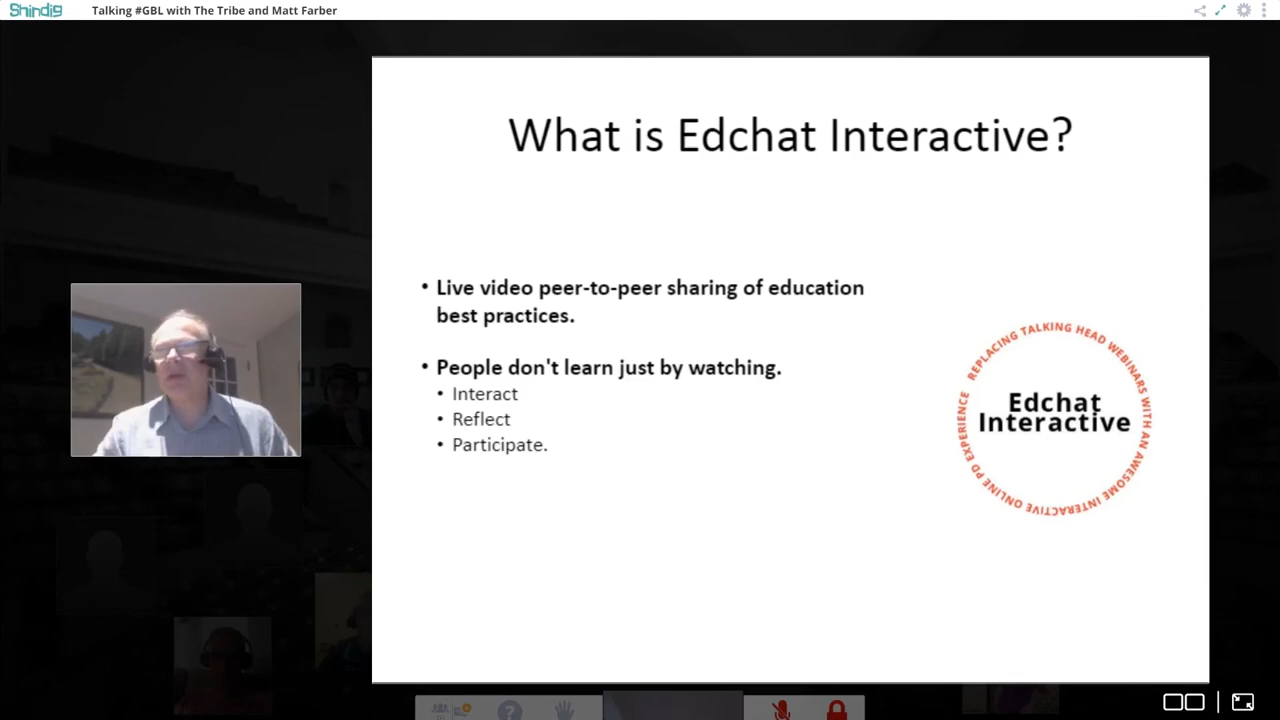 Shindig
Talking #GBL with The Tribe and Matt Farber
What is Edchat Interactive?
• Live video peer-to-peer sharing of education
best practices.
• People don't learn just by watching.
• Interact
• Reflect
• Participate.
REPLACING TALKING HEAD WEBINARS WITH AN AWESOME INTERACTIVE ONLINE PD EXPERIENCE
Edchat
Interactive